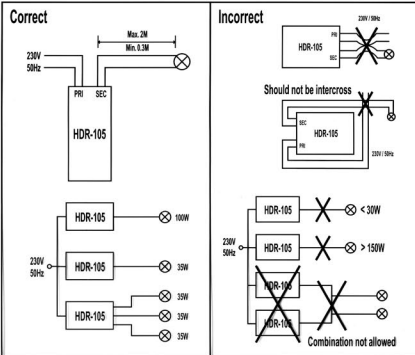 Correct
Max. 2M
Min. 0.3M
230V
50Hz
PRI SEC
HDR-105
230V
50Hz
HDR-105
100W
HDR-105
35W
HDR-105
35W
35W
35W
Incorrect
230V / 50Hz
PRI
HDR-105
SEC
Should not be intercross
SEC
HDR-105
PRI
230V / 50Hz
230V
50Hz
HDR-105
< 30W
HDR-105
> 150W
HDR-105
HDR-105
Combination not allowed